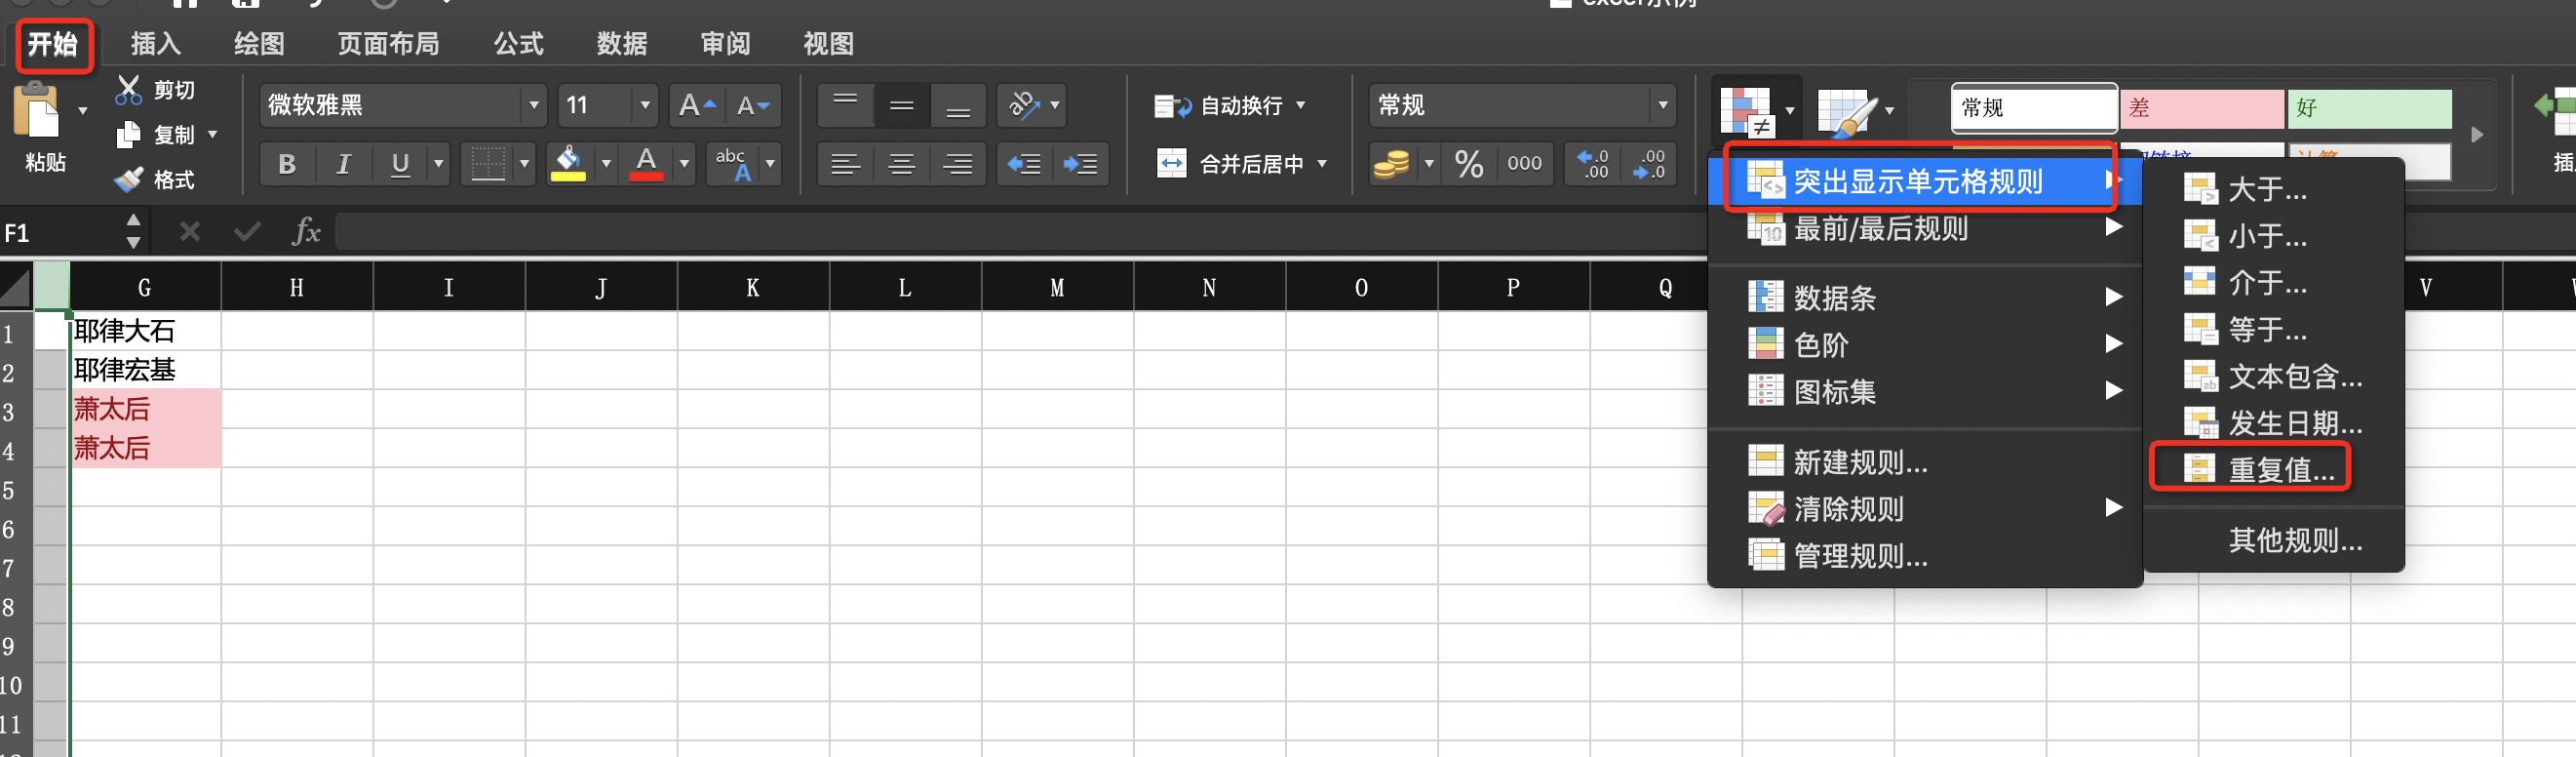 excel示例
开始 插入 绘图 页面布局 公式 数据 审阅 视图
粘贴
剪切
复制
格式
微软雅黑 11 A A
B I U A abc A
ab 自动换行
合并后居中
常规
% 000 .0 .00 .00 .0
常规 差 好
计算
F1 fx
突出显示单元格规则
最前/最后规则
数据条
色阶
图标集
新建规则...
清除规则
管理规则...
大于...
小于...
介于...
等于...
文本包含...
发生日期...
重复值...
其他规则...
G H I J K L M N O P Q V
1 耶律大石
2 耶律宏基
3 萧太后
4 萧太后
5
6
7
8
9
10
11